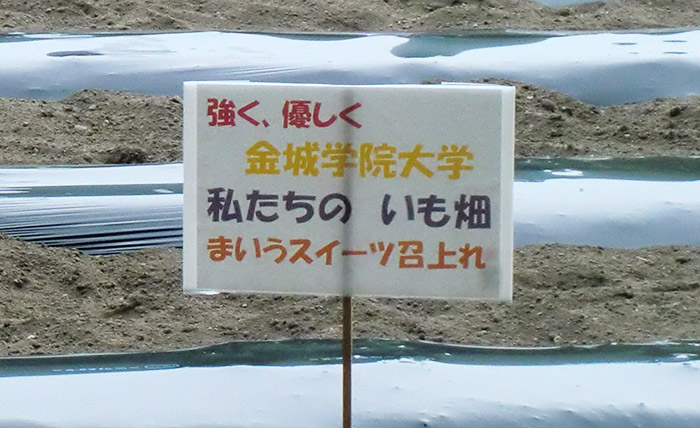 強く、優しく
金城学院大学
私たちの いも畑
まいうスイーツ召上れ